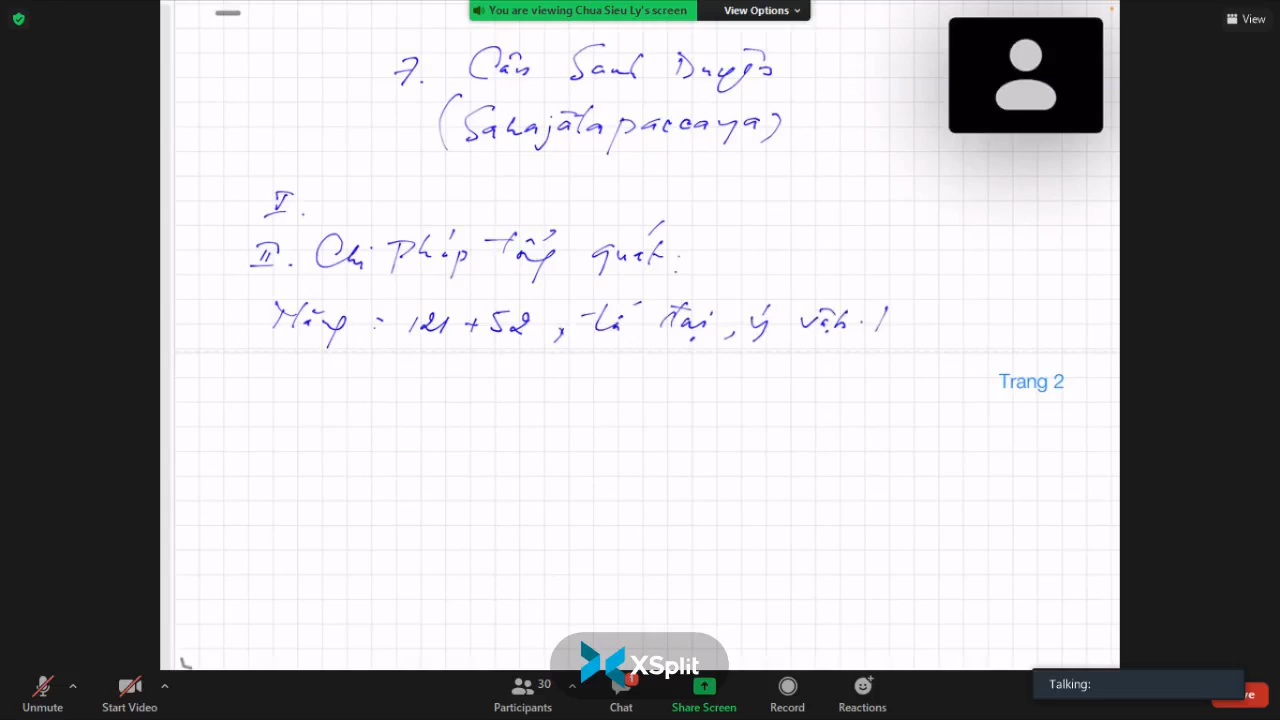 You are viewing Chua Sieu Ly's screen
View Options
View
7. Câu Sanh Duyên
(Sahajātapaccaya)
I.
II. Chi Pháp tổng quát:
Năng = 121 + 52, tứ đại, ý vật.
Trang 2
XSplit
Unmute
Start Video
Participants
30
Chat
1
Share Screen
Record
Reactions
Talking:
ve